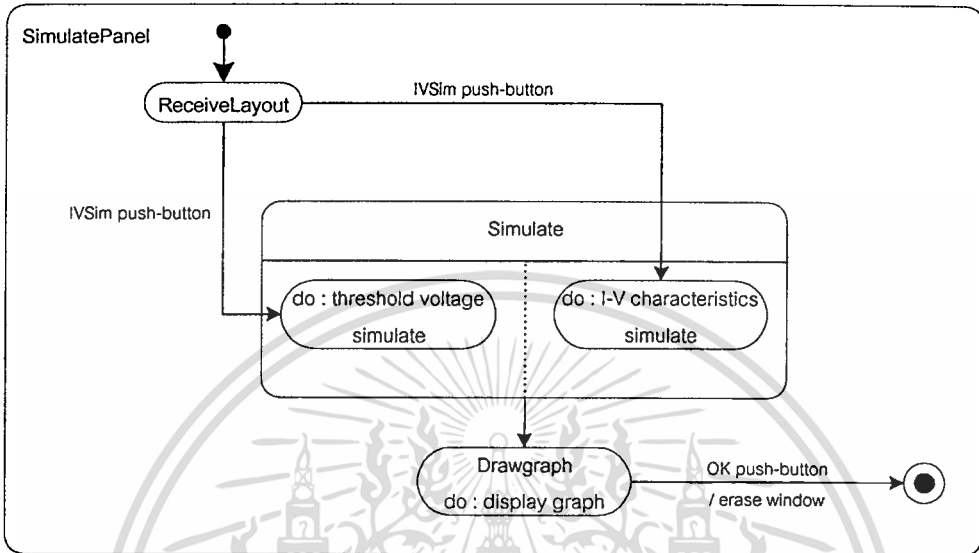 SimulatePanel
ReceiveLayout
IVSim push-button
IVSim push-button
Simulate
do : threshold voltage
simulate
do : I-V characteristics
simulate
Drawgraph
do : display graph
OK push-button
/ erase window